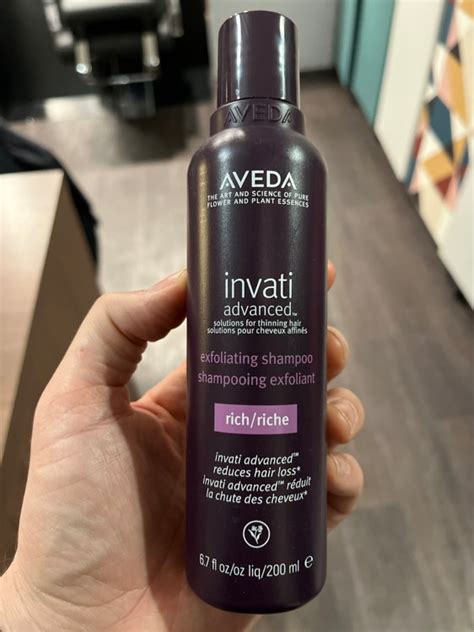 AVEDA
AVEDA
THE ART AND SCIENCE OF PURE
FLOWER AND PLANT ESSENCES
invati
advanced™
solutions for thinning hair
solutions pour cheveux affinés
exfoliating shampoo
shampooing exfoliant
rich/riche
invati advanced™
reduces hair loss*
invati advanced™ réduit
la chute des cheveux*
6.7 fl oz/oz liq/200 ml ℮